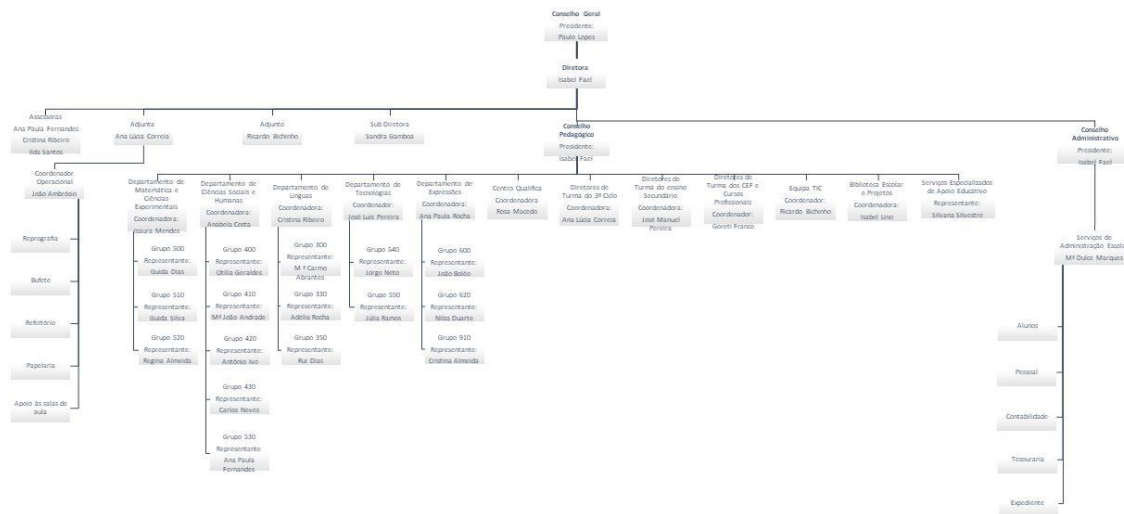 Conselho Geral
Presidente:
Paulo Lopes
Diretora
Isabel Fael
Assessoras
Ana Paula Fernandes
Cristina Ribeiro
Ilda Santos
Adjunta
Ana Lúcia Correia
Adjunto
Ricardo Bichinho
Sub Diretora
Sandra Gamboa
Conselho
Pedagógico
Presidente:
Isabel Fael
Conselho
Administrativo
Presidente:
Isabel Fael
Coordenador
Operacional
João Ambrósio
Reprografia
Bufete
Refeitório
Papelaria
Apoio às salas de
aula
Departamento de
Matemática e
Ciências
Experimentais
Coordenadora:
Isaura Mendes
Grupo 500
Representante:
Guida Dias
Grupo 510
Representante:
Guida Silva
Grupo 520
Representante:
Regina Almeida
Departamento de
Ciências Sociais e
Humanas
Coordenadora:
Anabela Costa
Grupo 400
Representante:
Otília Geraldes
Grupo 410
Representante:
Mª João Andrade
Grupo 420
Representante:
António Ivo
Grupo 430
Representante:
Carlos Neves
Grupo 530
Representante
Ana Paula
Fernandes
Departamento de
Línguas
Coordenadora:
Cristina Ribeiro
Grupo 300
Representante:
M ª Carmo
Abrantes
Grupo 330
Representante:
Adélia Rocha
Grupo 350
Representante:
Rui Dias
Departamento de
Tecnologias
Coordenador:
José Luís Pereira
Grupo 540
Representante:
Jorge Neto
Grupo 550
Representante:
Júlia Ramos
Departamento de
Expressões
Coordenadora:
Ana Paula Rocha
Grupo 600
Representante:
João Boléo
Grupo 620
Representante:
Nilza Duarte
Grupo 910
Representante:
Cristina Almeida
Centro Qualifica
Coordenadora
Rosa Macedo
Diretores de
Turma do 3º Ciclo
Coordenadora:
Ana Lúcia Correia
Diretores de
Turma do ensino
Secundário
Coordenador:
José Manuel
Pereira
Diretores de
Turma dos CEF e
Cursos
Profissionais
Coordenador:
Goreti Franco
Equipa TIC
Coordenador:
Ricardo Bichinho
Biblioteca Escolar
e Projetos
Coordenadora:
Isabel Lino
Serviços Especializados
de Apoio Educativo
Representante:
Silvana Silvestre
Serviços de
Administração Escolar
Mª Dulce Marques
Alunos
Pessoal
Contabilidade
Tesouraria
Expediente